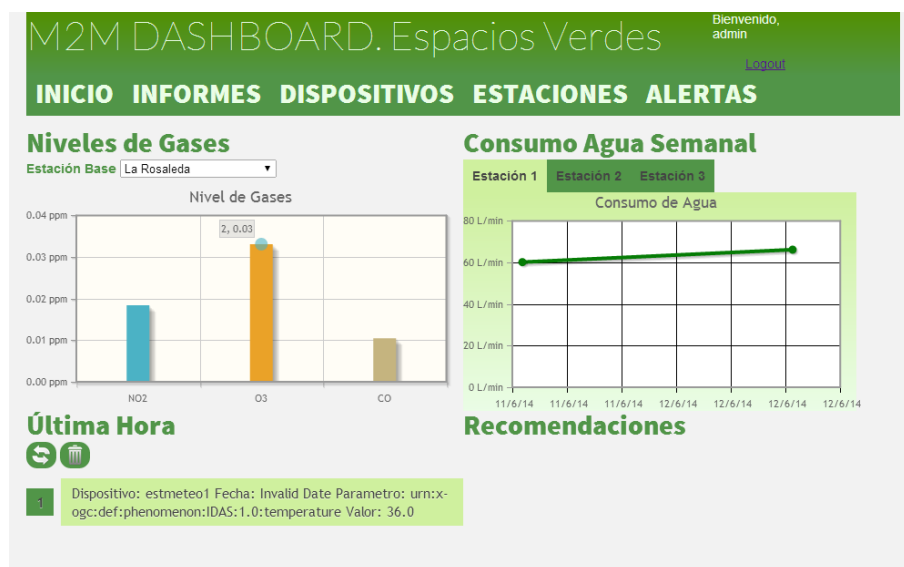 M2M DASHBOARD. Espacios Verdes
Bienvenido,
admin
Logout
INICIO INFORMES DISPOSITIVOS ESTACIONES ALERTAS
Niveles de Gases
Estación Base La Rosaleda
Nivel de Gases
0.04 ppm
2, 0.03
0.03 ppm
0.02 ppm
0.01 ppm
0.00 ppm
NO2 O3 CO
Consumo Agua Semanal
Estación 1 Estación 2 Estación 3
Consumo de Agua
80 L/min
60 L/min
40 L/min
20 L/min
0 L/min
11/6/14 11/6/14 11/6/14 12/6/14 12/6/14 12/6/14 12/6/14
Última Hora
1
Dispositivo: estmeteo1 Fecha: Invalid Date Parametro: urn:x-
ogc:def:phenomenon:IDAS:1.0:temperature Valor: 36.0
Recomendaciones